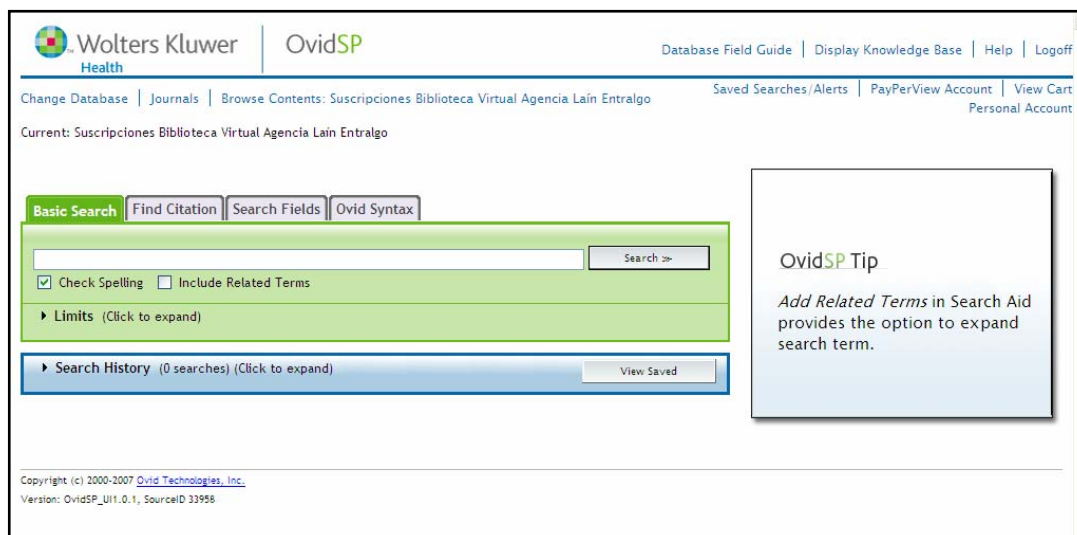 Wolters Kluwer
Health
OvidSP
Database Field Guide | Display Knowledge Base | Help | Logoff
Change Database | Journals | Browse Contents: Suscripciones Biblioteca Virtual Agencia Laín Entralgo
Saved Searches/Alerts | PayPerView Account | View Cart
Personal Account
Current: Suscripciones Biblioteca Virtual Agencia Laín Entralgo
Basic Search Find Citation Search Fields Ovid Syntax
Search >>
Check Spelling Include Related Terms
Limits (Click to expand)
Search History (0 searches) (Click to expand)
View Saved
OvidSP Tip
Add Related Terms in Search Aid
provides the option to expand
search term.
Copyright (c) 2000-2007 Ovid Technologies, Inc.
Version: OvidSP_UI1.0.1, SourceID 33958